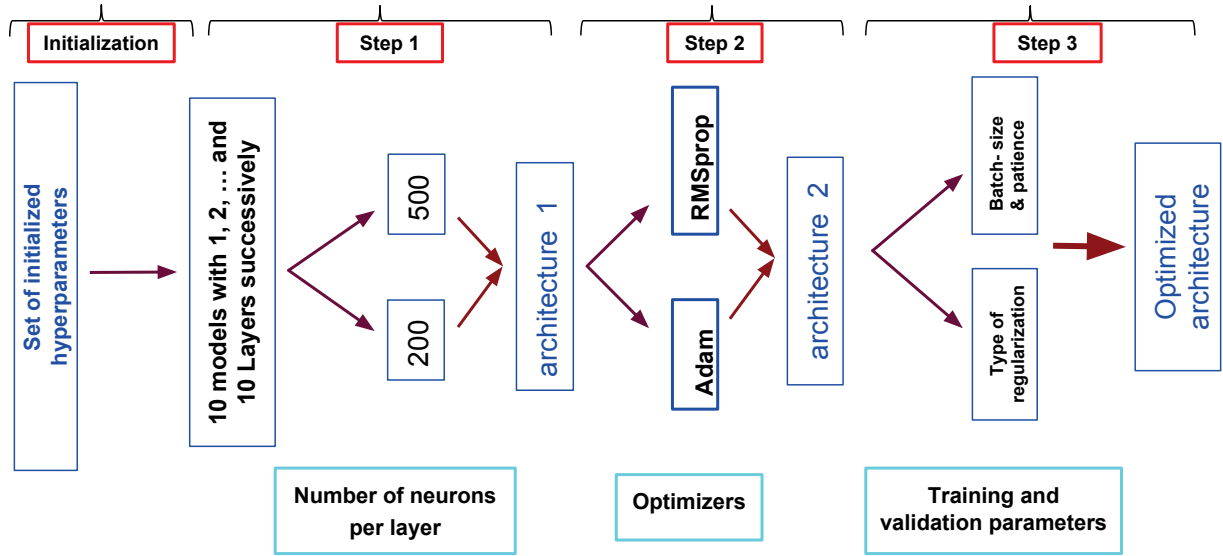 Initialization
Step 1
Step 2
Step 3
Set of initialized
hyperparameters
10 models with 1, 2, ... and
10 Layers successively
500
200
architecture 1
RMSprop
Adam
architecture 2
Batch- size
& patience
Type of
regularization
Optimized
architecture
Number of neurons
per layer
Optimizers
Training and
validation parameters